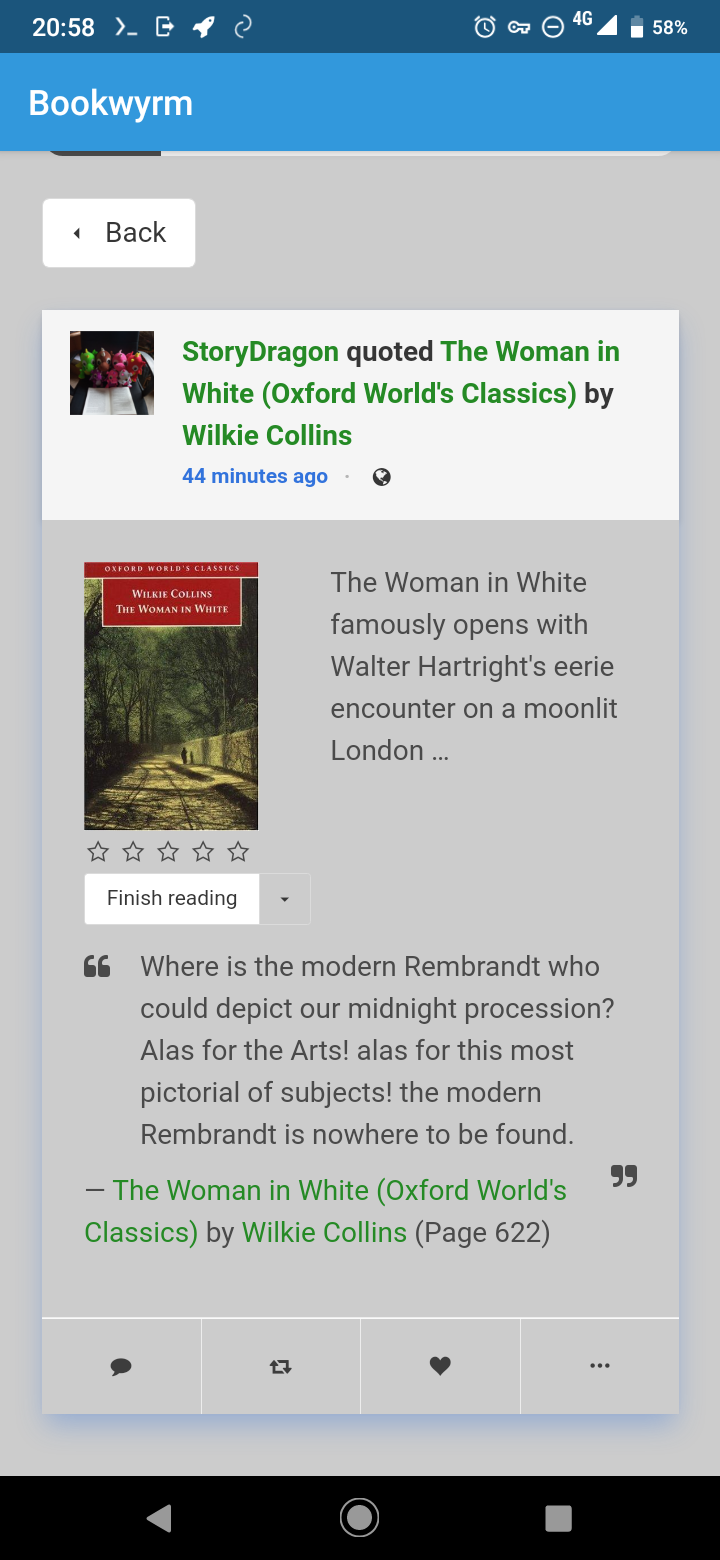 20:58
4G 58%
Bookwyrm
Back
StoryDragon quoted The Woman in
White (Oxford World's Classics) by
Wilkie Collins
44 minutes ago ·
OXFORD WORLD'S CLASSICS
WILKIE COLLINS
THE WOMAN IN WHITE
The Woman in White
famously opens with
Walter Hartright's eerie
encounter on a moonlit
London ...
Finish reading
Where is the modern Rembrandt who
could depict our midnight procession?
Alas for the Arts! alas for this most
pictorial of subjects! the modern
Rembrandt is nowhere to be found.
— The Woman in White (Oxford World's
Classics) by Wilkie Collins (Page 622)